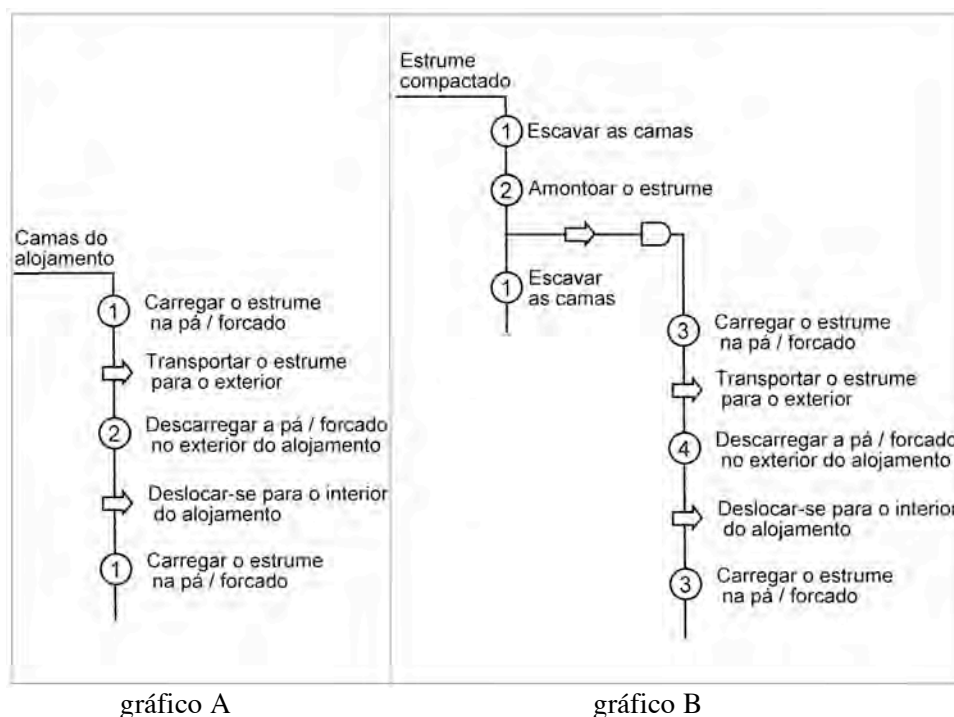 Camas do
alojamento
1
Carregar o estrume
na pá / forcado
Transportar o estrume
para o exterior
2
Descarregar a pá / forcado
no exterior do alojamento
Deslocar-se para o interior
do alojamento
1
Carregar o estrume
na pá / forcado
Estrume
compactado
1
Escavar as camas
2
Amontoar o estrume
1
Escavar
as camas
3
Carregar o estrume
na pá / forcado
Transportar o estrume
para o exterior
4
Descarregar a pá / forcado
no exterior do alojamento
Deslocar-se para o interior
do alojamento
3
Carregar o estrume
na pá / forcado
gráfico A
gráfico B